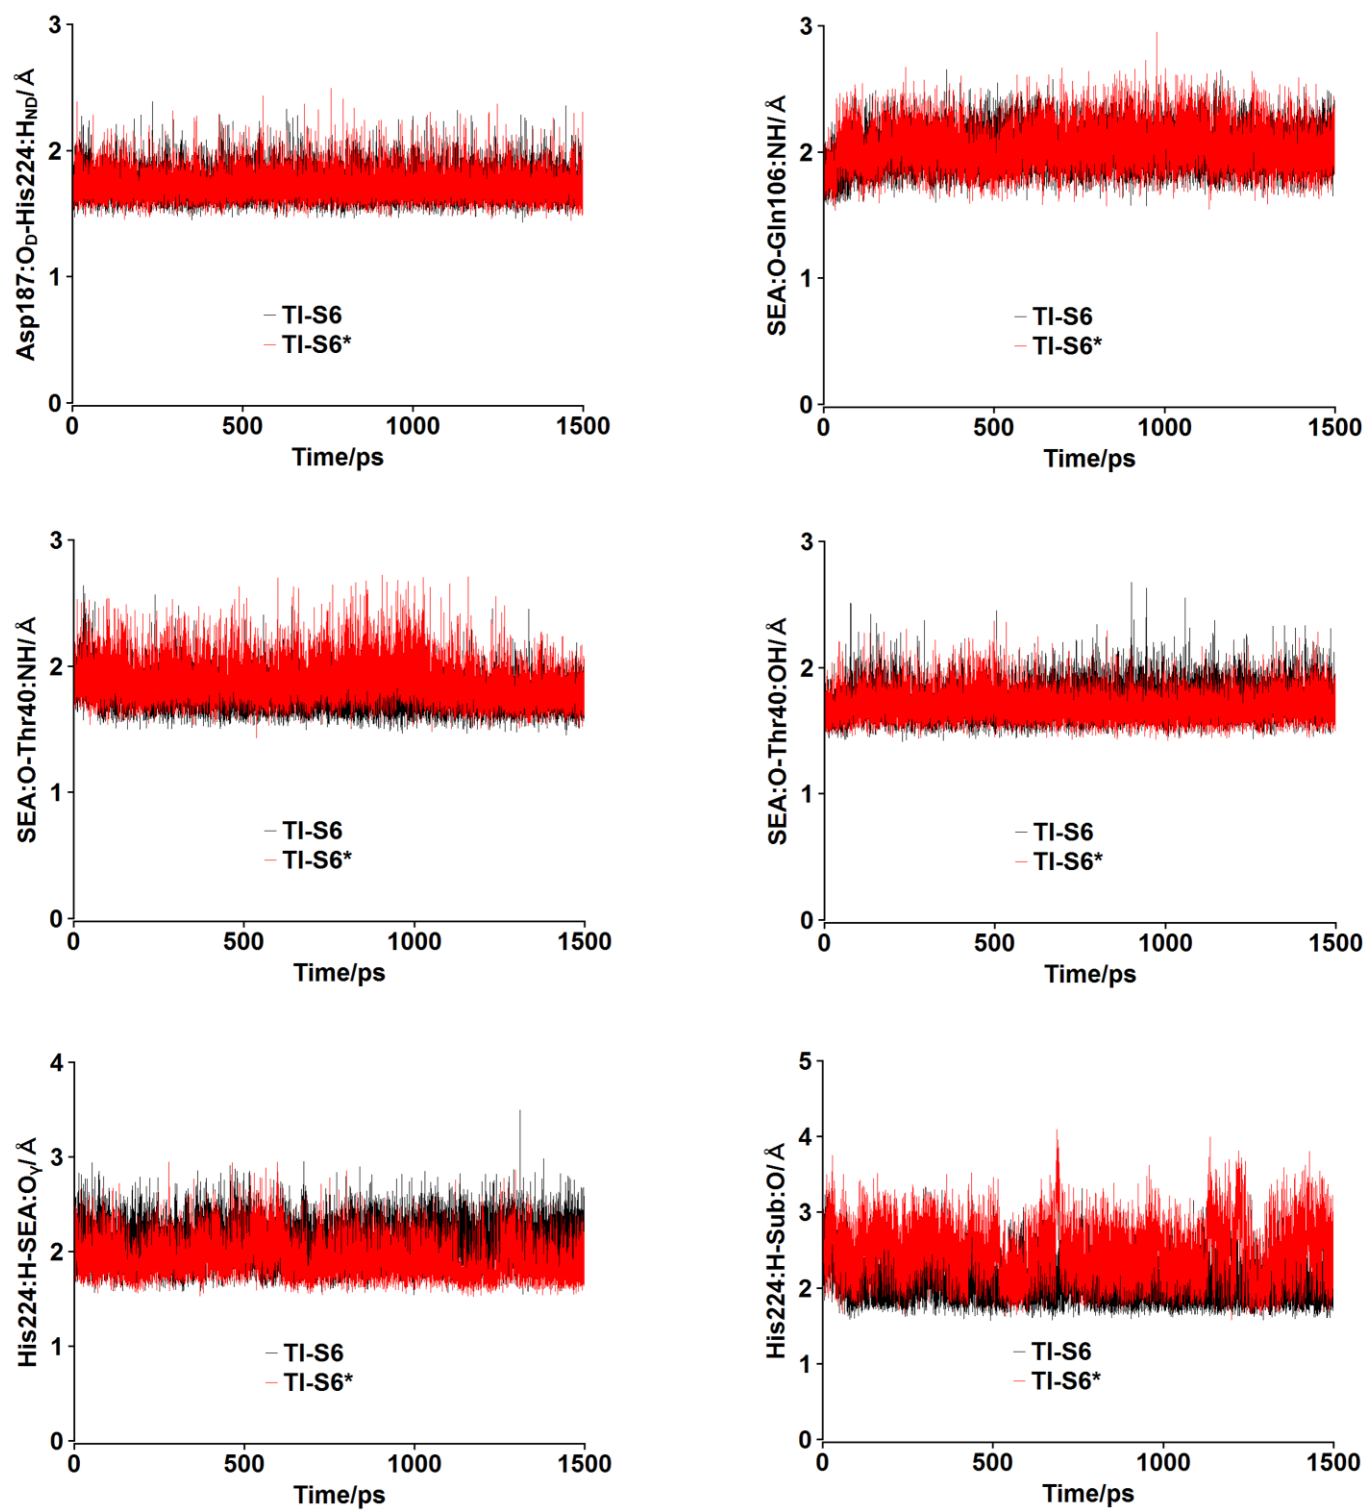 3
2
1
0
Asp187:O_D-His224:H_ND/Å
TI-S6
TI-S6*
0 500 1000 1500
Time/ps
3
2
1
0
SEA:O-Gln106:NH/Å
TI-S6
TI-S6*
0 500 1000 1500
Time/ps
3
2
1
0
SEA:O-Thr40:NH/Å
TI-S6
TI-S6*
0 500 1000 1500
Time/ps
3
2
1
0
SEA:O-Thr40:OH/Å
TI-S6
TI-S6*
0 500 1000 1500
Time/ps
4
3
2
1
0
His224:H-SEA:Oγ/Å
TI-S6
TI-S6*
0 500 1000 1500
Time/ps
5
4
3
2
1
0
His224:H-Sub:O/Å
TI-S6
TI-S6*
0 500 1000 1500
Time/ps